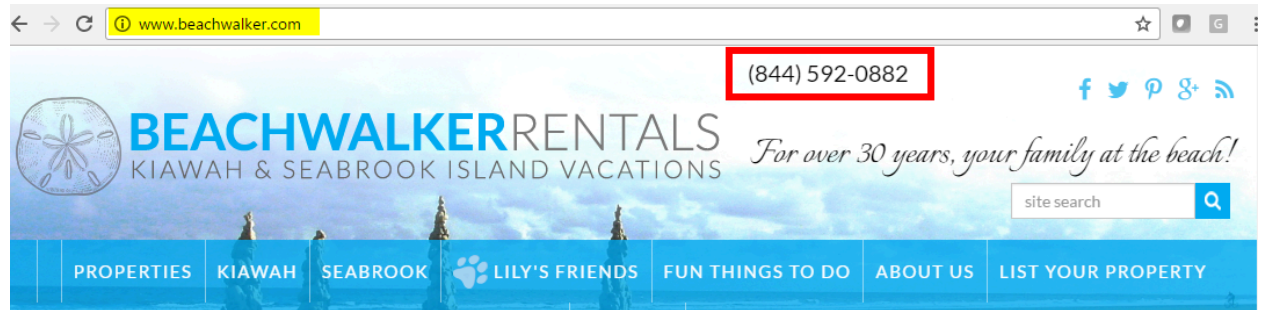 www.beachwalker.com
G
(844) 592-0882
BEACHWALKERRENTALS
KIAWAH & SEABROOK ISLAND VACATIONS
For over 30 years, your family at the beach!
site search
PROPERTIES KIAWAH SEABROOK LILY'S FRIENDS FUN THINGS TO DO ABOUT US LIST YOUR PROPERTY